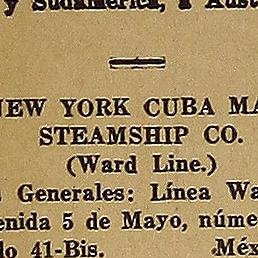 y Sudamérica, a Aust
NEW YORK CUBA MA
STEAMSHIP CO.
(Ward Line.)
Generales: Línea Wa
enida 5 de Mayo, núme
do 41-Bis. Méx